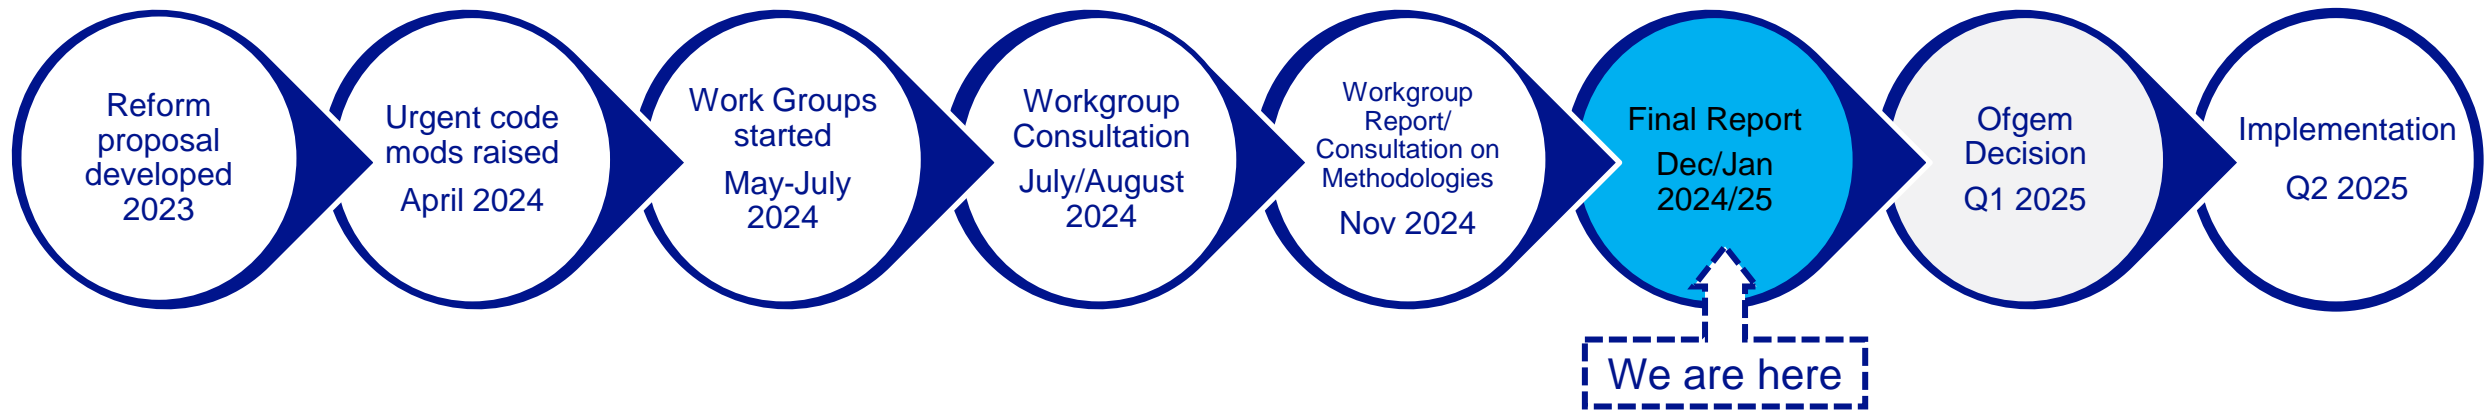 Reform
proposal
developed
2023
Urgent code
mods raised
April 2024
Work Groups
started
May-July
2024
Workgroup
Consultation
July/August
2024
Workgroup
Report/
Consultation on
Methodologies
Nov 2024
Final Report
Dec/Jan
2024/25
Ofgem
Decision
Q1 2025
Implementation
Q2 2025
We are here